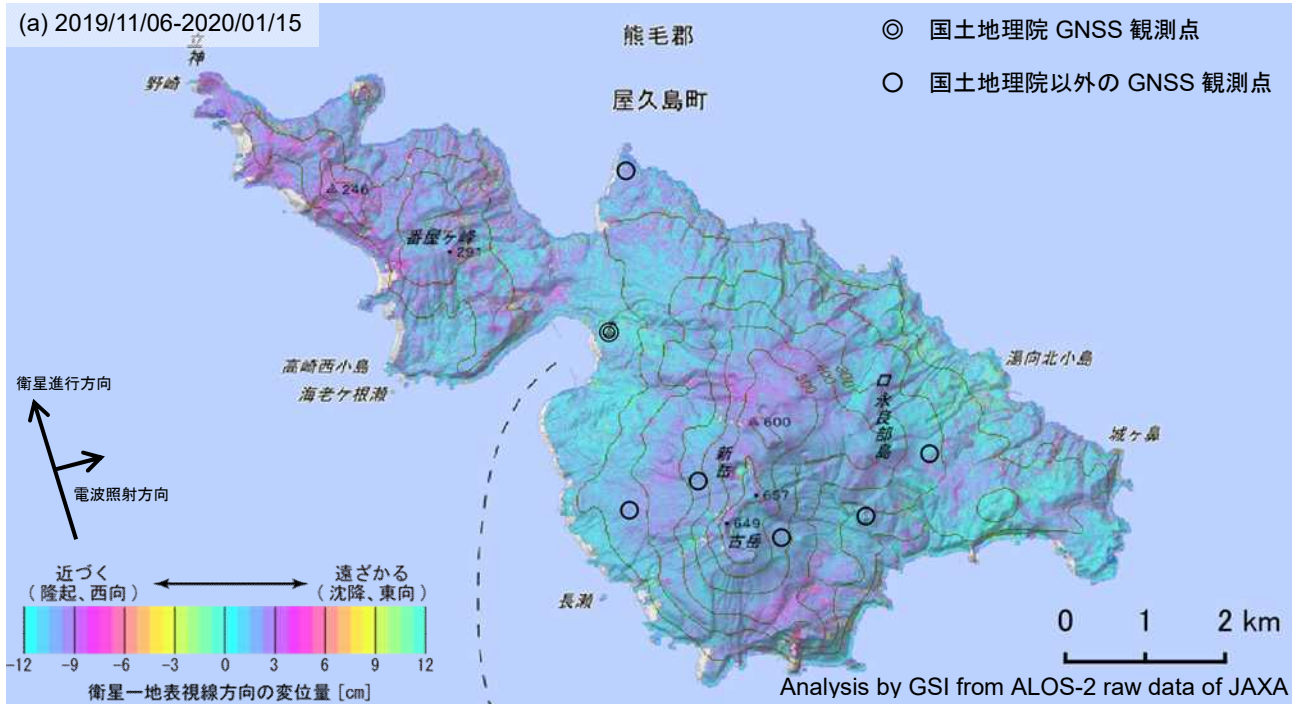 (a) 2019/11/06-2020/01/15
立神
野崎
熊毛郡
屋久島町
◎ 国土地理院 GNSS 観測点
○ 国土地理院以外の GNSS 観測点
246
番屋ケ峰
291
高崎西小島
海老ケ根瀬
湯向北小島
城ケ鼻
口永良部島
600
新岳
657
649
古岳
長瀬
衛星進行方向
電波照射方向
近づく
(隆起、西向)
遠ざかる
(沈降、東向)
-12 -9 -6 -3 0 3 6 9 12
衛星－地表視線方向の変位量 [cm]
0 1 2 km
Analysis by GSI from ALOS-2 raw data of JAXA